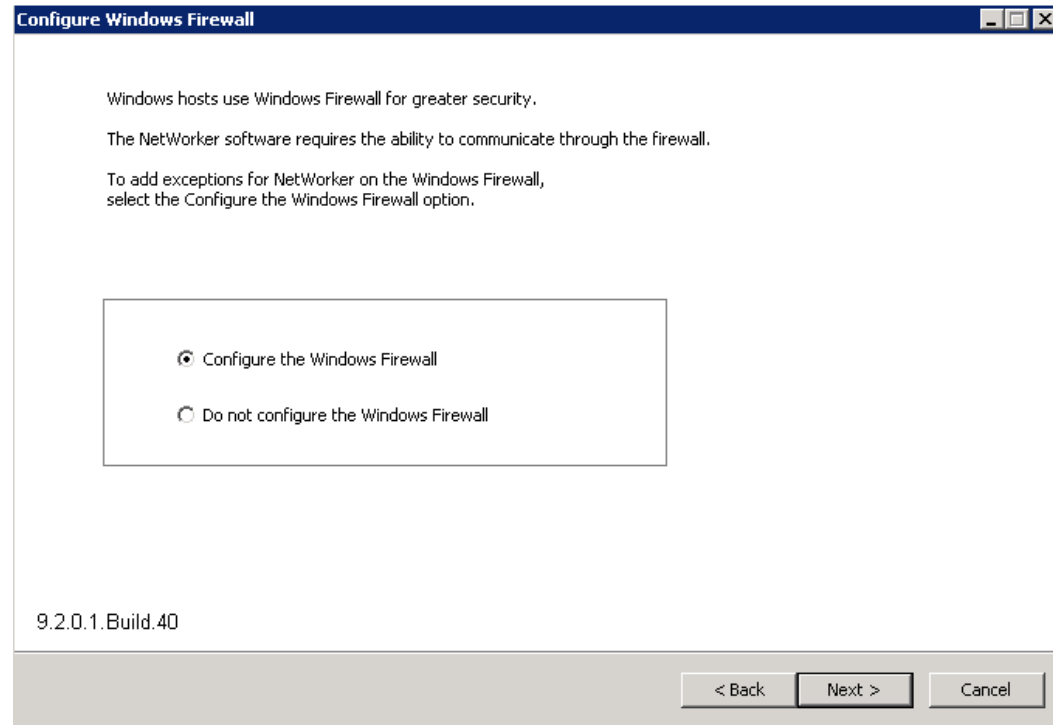 Configure Windows Firewall
Windows hosts use Windows Firewall for greater security.
The NetWorker software requires the ability to communicate through the firewall.
To add exceptions for NetWorker on the Windows Firewall,
select the Configure the Windows Firewall option.
Configure the Windows Firewall
Do not configure the Windows Firewall
9.2.0.1.Build.40
< Back
Next >
Cancel